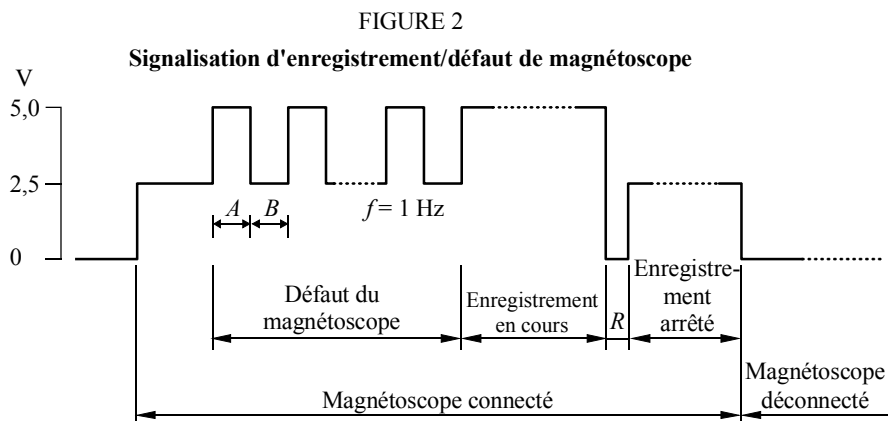 FIGURE 2
Signalisation d'enregistrement/défaut de magnétoscope
V
5,0
2,5
0
A
B
f = 1 Hz
Défaut du
magnétoscope
Enregistrement
en cours
R
Enregistre-
ment
arrêté
Magnétoscope connecté
Magnétoscope
déconnecté